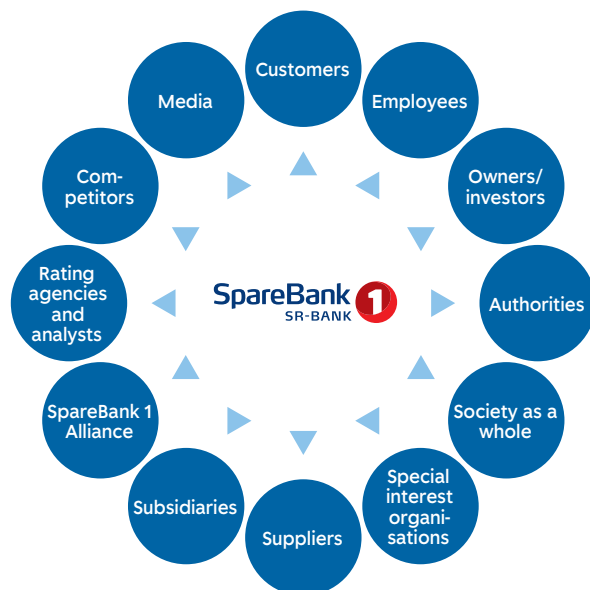 Customers
Employees
Owners/
investors
Authorities
Society as a
whole
Special
interest
organi-
sations
Suppliers
Subsidiaries
SpareBank 1
Alliance
Rating
agencies
and
analysts
Com-
petitors
Media
SpareBank 1
SR-BANK